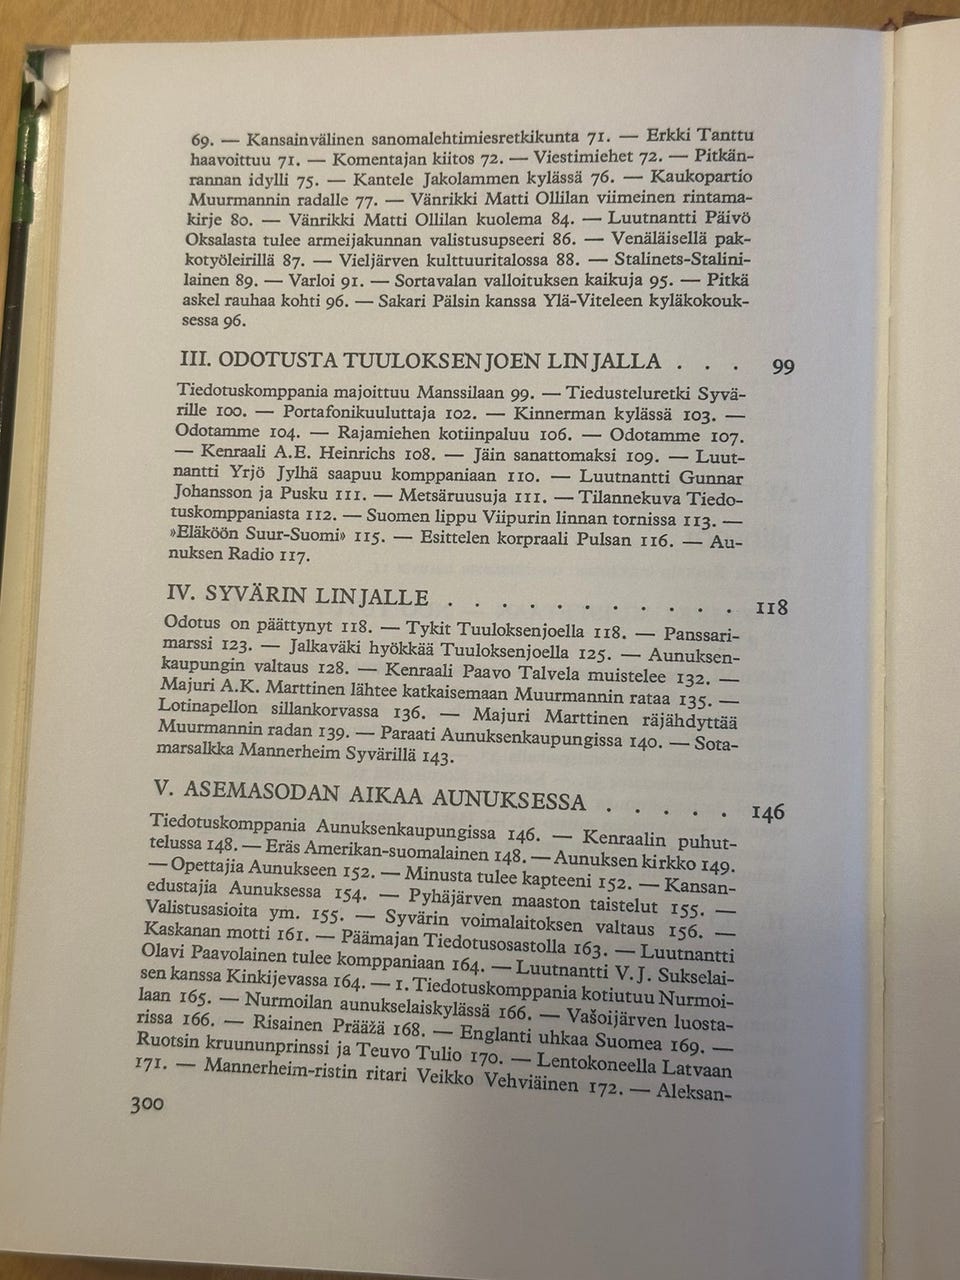 69. — Kansainvälinen sanomalehtimiesretkikunta 71. — Erkki Tanttu
haavoittuu 71. — Komentajan kiitos 72. — Viestimiehet 72. — Pitkän-
rannan idylli 75. — Kantele Jakolammen kylässä 76. — Kaukopartio
Muurmannin radalle 77. — Vänrikki Matti Ollilan viimeinen rintama-
kirje 80. — Vänrikki Matti Ollilan kuolema 84. — Luutnantti Päivö
Oksalasta tulee armeijakunnan valistusupseeri 86. — Venäläisellä pak-
kotyöleirillä 87. — Vieljärven kulttuuritalossa 88. — Stalinets-Stalini-
lainen 89. — Varloi 91. — Sortavalan valloituksen kaikuja 95. — Pitkä
askel rauhaa kohti 96. — Sakari Pälsin kanssa Ylä-Viteleen kyläkokouk-
sessa 96.
III. ODOTUSTA TUULOKSENJOEN LINJALLA . . . 99
Tiedotuskomppania majoittuu Manssilaan 99. — Tiedusteluretki Syvä-
rille 100. — Portafonikuuluttaja 102. — Kinnerman kylässä 103. —
Odotamme 104. — Rajamiehen kotiinpaluu 106. — Odotamme 107.
— Kenraali A.E. Heinrichs 108. — Jäin sanattomaksi 109. — Luut-
nantti Yrjö Jylhä saapuu komppaniaan 110. — Luutnantti Gunnar
Johansson ja Pusku 111. — Metsäruusuja 111. — Tilannekuva Tiedo-
tuskomppaniasta 112. — Suomen lippu Viipurin linnan tornissa 113. —
»Eläköön Suur-Suomi» 115. — Esittelen korpraali Pulsan 116. — Au-
nuksen Radio 117.
IV. SYVÄRIN LINJALLE . . . . . . . . . . . . 118
Odotus on päättynyt 118. — Tykit Tuuloksenjoella 118. — Panssari-
marssi 123. — Jalkaväki hyökkää Tuuloksenjoella 125. — Aunuksen-
kaupungin valtaus 128. — Kenraali Paavo Talvela muistelee 132. —
Majuri A.K. Marttinen lähtee katkaisemaan Muurmannin rataa 135. —
Lotinapellon sillankorvassa 136. — Majuri Marttinen räjähdyttää
Muurmannin radan 139. — Paraati Aunuksenkaupungissa 140. — Sota-
marsalkka Mannerheim Syvärillä 143.
V. ASEMASODAN AIKAA AUNUKSESSA . . . . . 146
Tiedotuskomppania Aunuksenkaupungissa 146. — Kenraalin puhut-
telussa 148. — Eräs Amerikan-suomalainen 148. — Aunuksen kirkko 149.
— Opettajia Aunukseen 152. — Minusta tulee kapteeni 152. — Kansan-
edustajia Aunuksessa 154. — Pyhäjärven maaston taistelut 155. —
Valistusasioita ym. 155. — Syvärin voimalaitoksen valtaus 156. —
Kaskanan motti 161. — Päämajan Tiedotusosastolla 163. — Luutnantti
Olavi Paavolainen tulee komppaniaan 164. — Luutnantti V.J. Sukselai-
sen kanssa Kinkijevassa 164. — 1. Tiedotuskomppania kotiutuu Nurmoi-
laan 165. — Nurmoilan aunukselaiskylässä 166. — Vašoijärven luosta-
rissa 166. — Risainen Prääžä 168. — Englanti uhkaa Suomea 169. —
Ruotsin kruununprinssi ja Teuvo Tulio 170. — Lentokoneella Latvaan
171. — Mannerheim-ristin ritari Veikko Vehviäinen 172. — Aleksan-
300